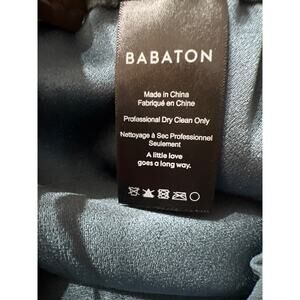 BABATON
Made in China
Fabriqué en Chine
Professional Dry Clean Only
Nettoyage à Sec Professionnel
Seulement
A little love
goes a long way.